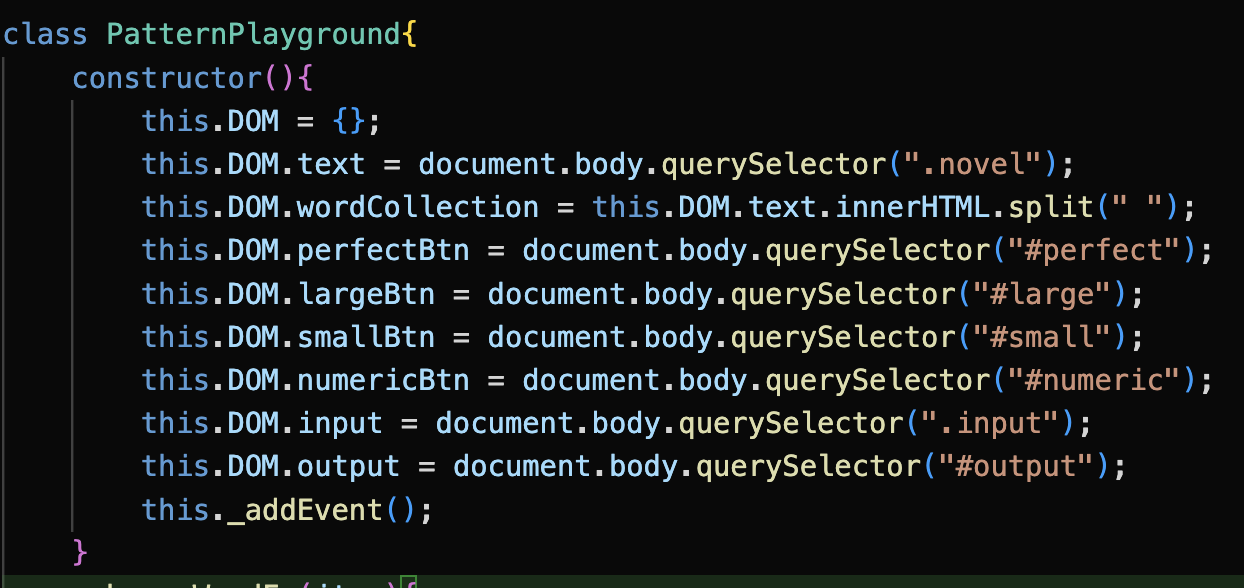 class PatternPlayground{
    constructor(){
        this.DOM = {};
        this.DOM.text = document.body.querySelector(".novel");
        this.DOM.wordCollection = this.DOM.text.innerHTML.split(" ");
        this.DOM.perfectBtn = document.body.querySelector("#perfect");
        this.DOM.largeBtn = document.body.querySelector("#large");
        this.DOM.smallBtn = document.body.querySelector("#small");
        this.DOM.numericBtn = document.body.querySelector("#numeric");
        this.DOM.input = document.body.querySelector(".input");
        this.DOM.output = document.body.querySelector("#output");
        this._addEvent();
    }